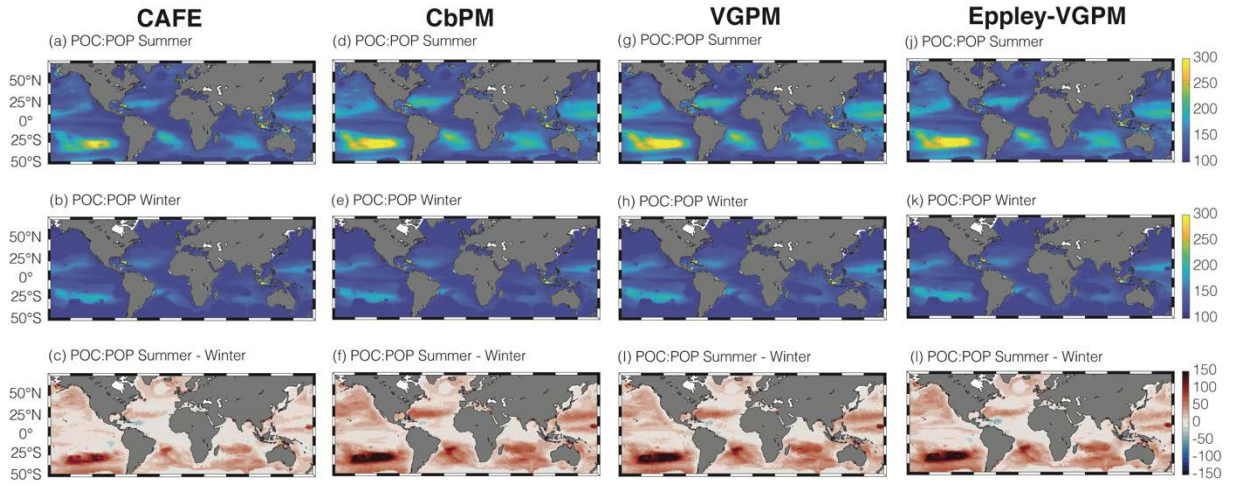 CAFE CbPM VGPM Eppley-VGPM
(a) POC:POP Summer (d) POC:POP Summer (g) POC:POP Summer (j) POC:POP Summer
50°N 300
25°N 250
0° 200
25°S 150
50°S 100
(b) POC:POP Winter (e) POC:POP Winter (h) POC:POP Winter (k) POC:POP Winter
50°N 300
25°N 250
0° 200
25°S 150
50°S 100
(c) POC:POP Summer - Winter (f) POC:POP Summer - Winter (I) POC:POP Summer - Winter (l) POC:POP Summer - Winter
50°N 150
100
25°N 50
0° 0
-50
25°S -100
50°S -150